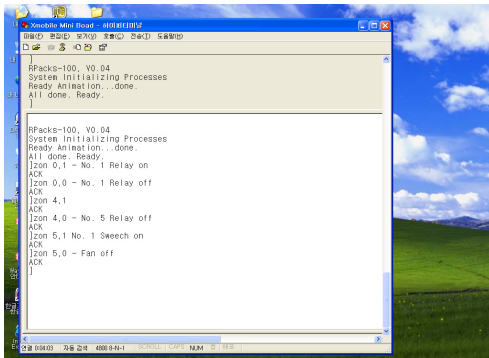 Xmobile Mini Boad - 하이퍼터미널
파일(F) 편집(E) 보기(V) 호출(C) 전송(T) 도움말(H)
]
RPacks-100, V0.04
System Initializing Processes
Ready Animation...done.
All done. Ready.
]
RPacks-100, V0.04
System Initializing Processes
Ready Animation...done.
All done. Ready.
]zon 0,1 - No. 1 Relay on
ACK
]zon 0,0 - No. 1 Relay off
ACK
]zon 4,1
ACK
]zon 4,0 - No. 5 Relay off
ACK
]zon 5,1 No. 1 Sweech on
ACK
]zon 5,0 - Fan off
ACK
]
연결 0:04:03 자동 검색 4800 8-N-1 SCROLL CAPS NUM 캡 에코